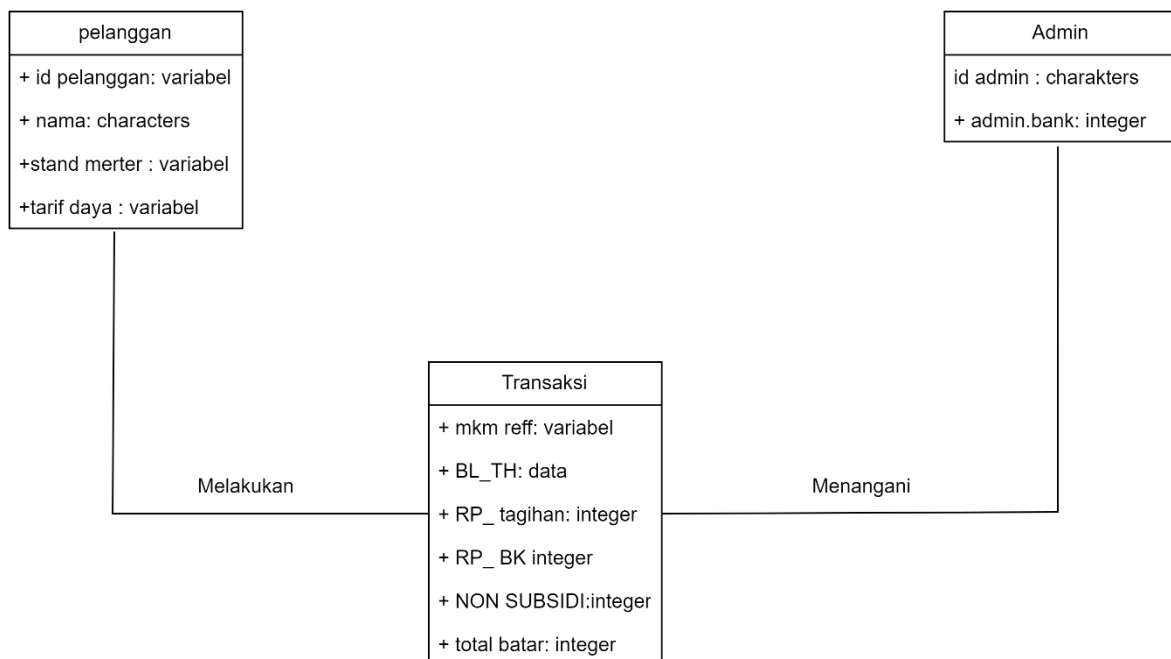 pelanggan
+ id pelanggan: variabel
+ nama: characters
+stand merter : variabel
+tarif daya : variabel
Admin
id admin : charakters
+ admin.bank: integer
Melakukan
Transaksi
+ mkm reff: variabel
+ BL_TH: data
+ RP_ tagihan: integer
+ RP_ BK integer
+ NON SUBSIDI:integer
+ total batar: integer
Menangani